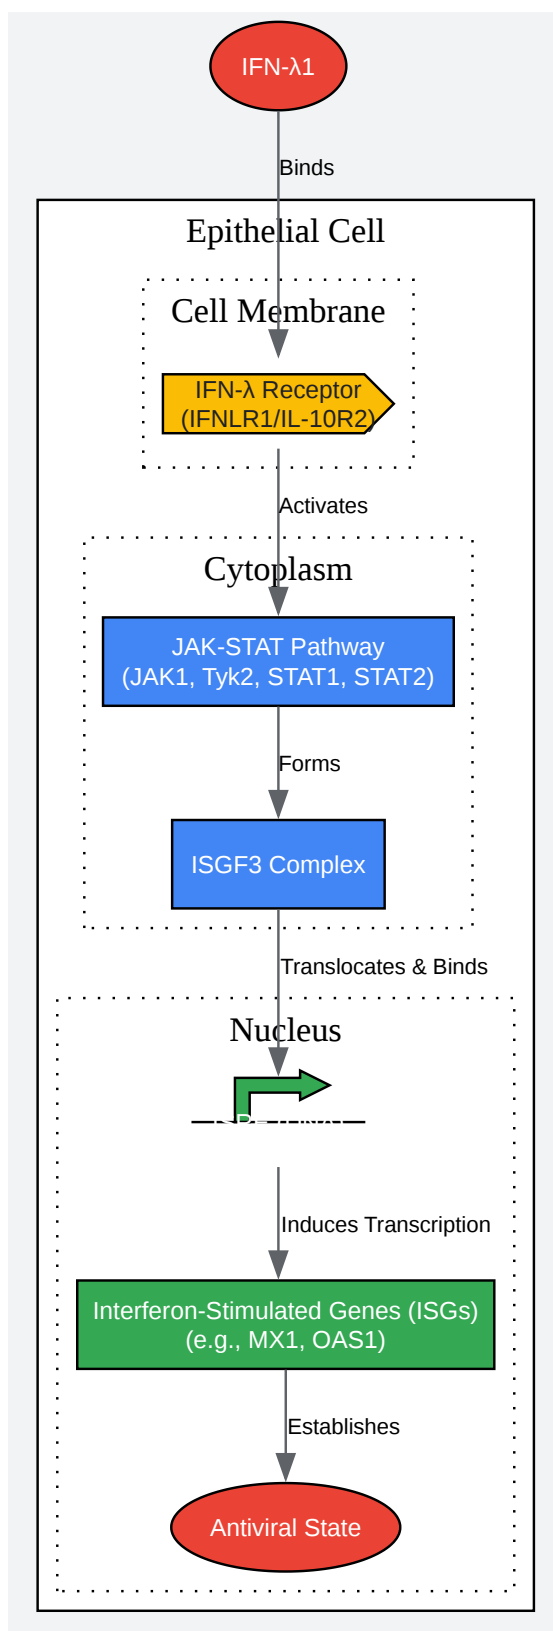 IFN-λ1
Binds
Epithelial Cell
Cell Membrane
IFN-λ Receptor
(IFNLR1/IL-10R2)
Activates
Cytoplasm
JAK-STAT Pathway
(JAK1, Tyk2, STAT1, STAT2)
Forms
ISGF3 Complex
Translocates & Binds
Nucleus
Induces Transcription
Interferon-Stimulated Genes (ISGs)
(e.g., MX1, OAS1)
Establishes
Antiviral State